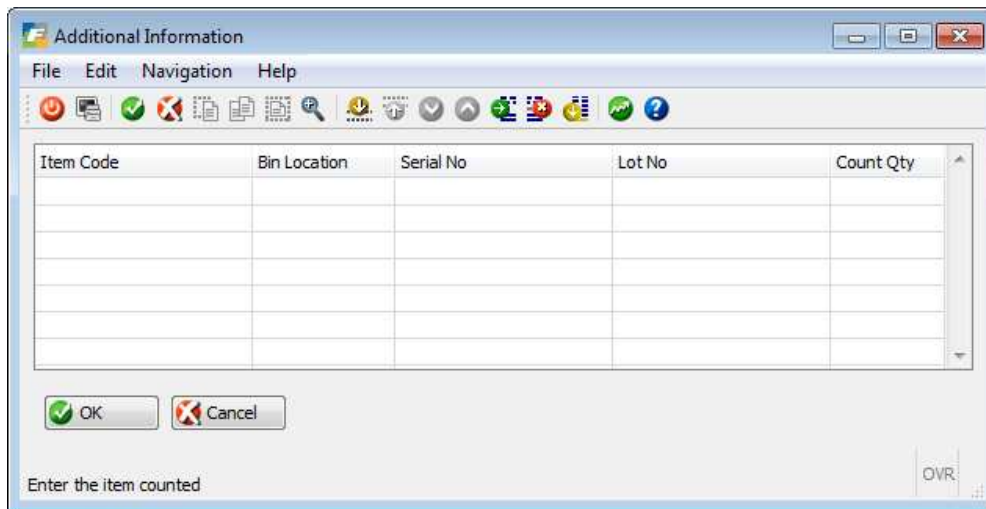 Additional Information
File Edit Navigation Help
Item Code Bin Location Serial No Lot No Count Qty
OK Cancel
Enter the item counted OVR